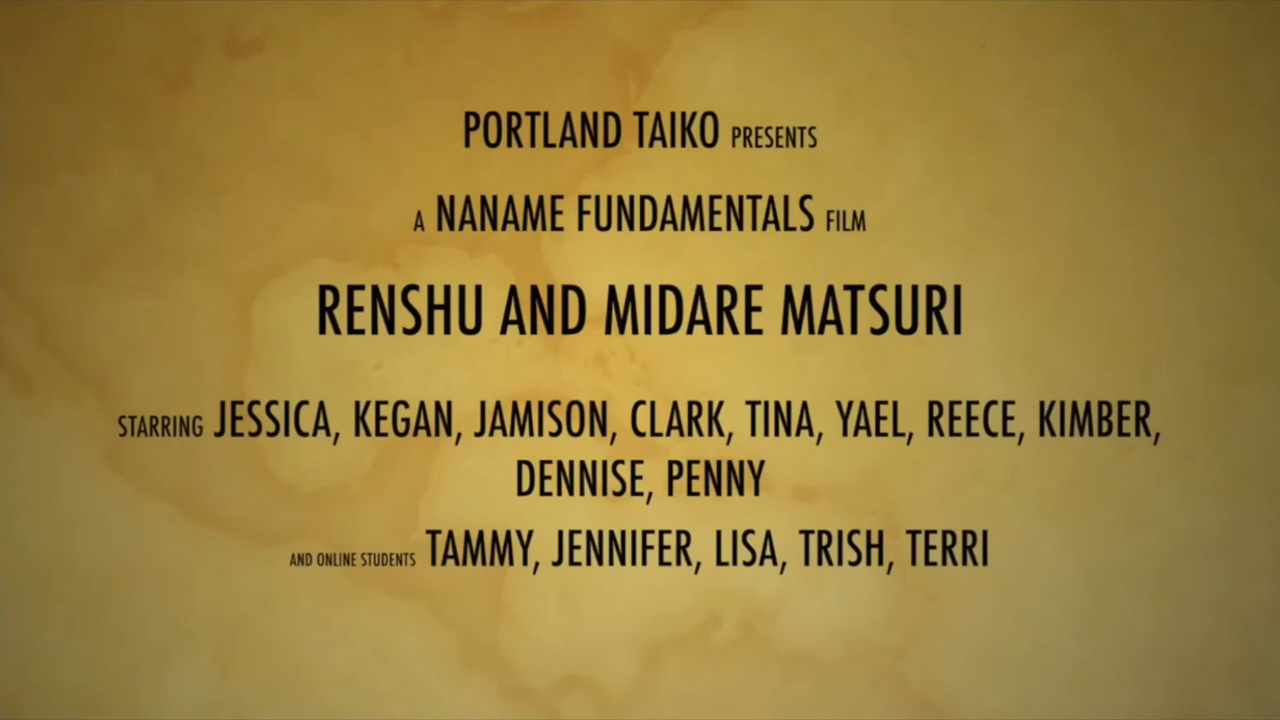 PORTLAND TAIKO PRESENTS
A NANAME FUNDAMENTALS FILM
RENSHU AND MIDARE MATSURI
STARRING JESSICA, KEGAN, JAMISON, CLARK, TINA, YAEL, REECE, KIMBER,
DENNISE, PENNY
AND ONLINE STUDENTS TAMMY, JENNIFER, LISA, TRISH, TERRI